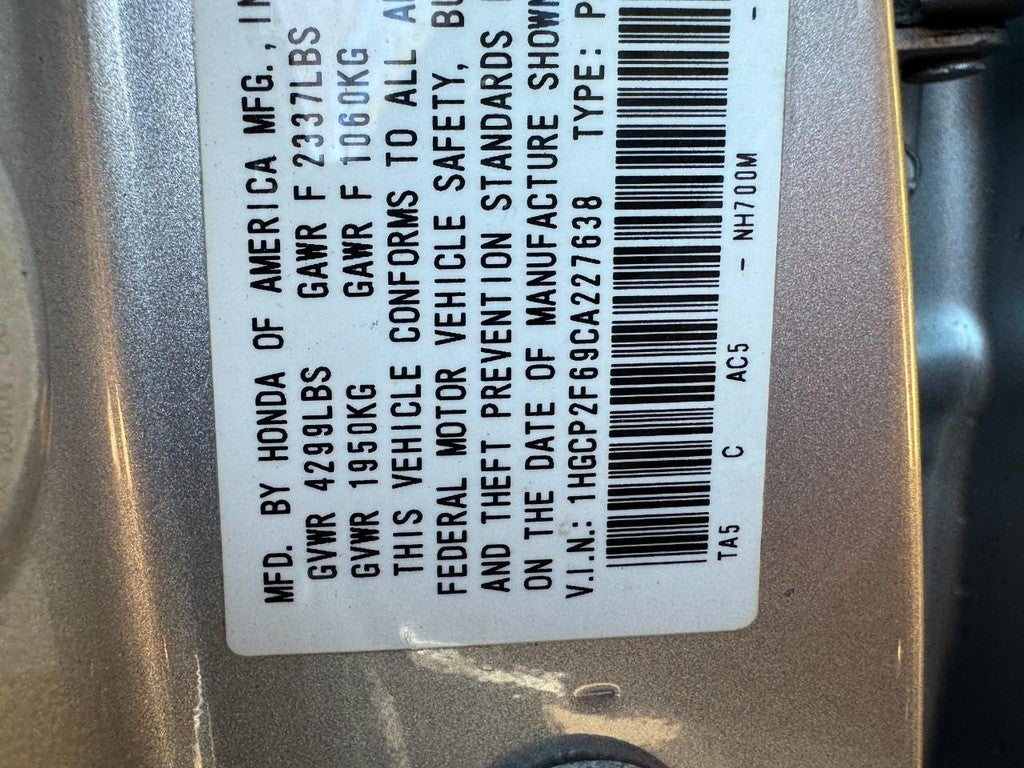 MFD. BY HONDA OF AMERICA MFG., IN
GVWR 4299LBS GAWR F 2337LBS
GVWR 1950KG GAWR F 1060KG
THIS VEHICLE CONFORMS TO ALL A
FEDERAL MOTOR VEHICLE SAFETY, BU
AND THEFT PREVENTION STANDARDS
ON THE DATE OF MANUFACTURE SHOWN
V.I.N.: 1HGCP2F69CA227638 TYPE: P
TA5 C AC5 - NH700M -